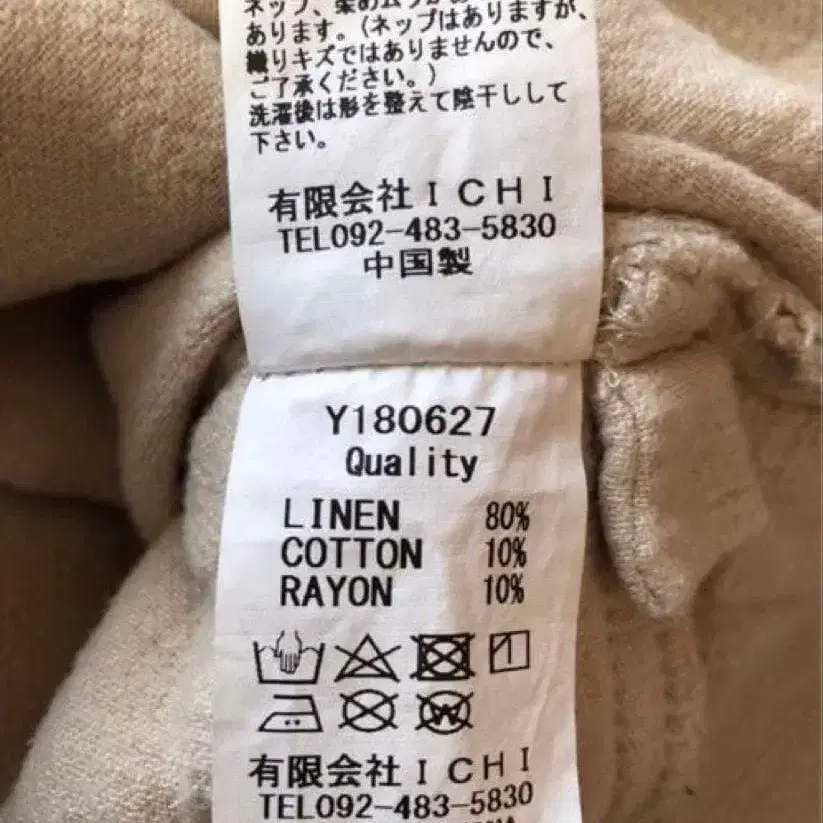 あります。(ネップはありますが、
織りキズではありませんので、
ご了承ください。)
洗濯後は形を整えて陰干しして
下さい。
有限会社ICHI
TEL092-483-5830
中国製
Y180627
Quality
LINEN 80%
COTTON 10%
RAYON 10%
有限会社ICHI
TEL092-483-5830